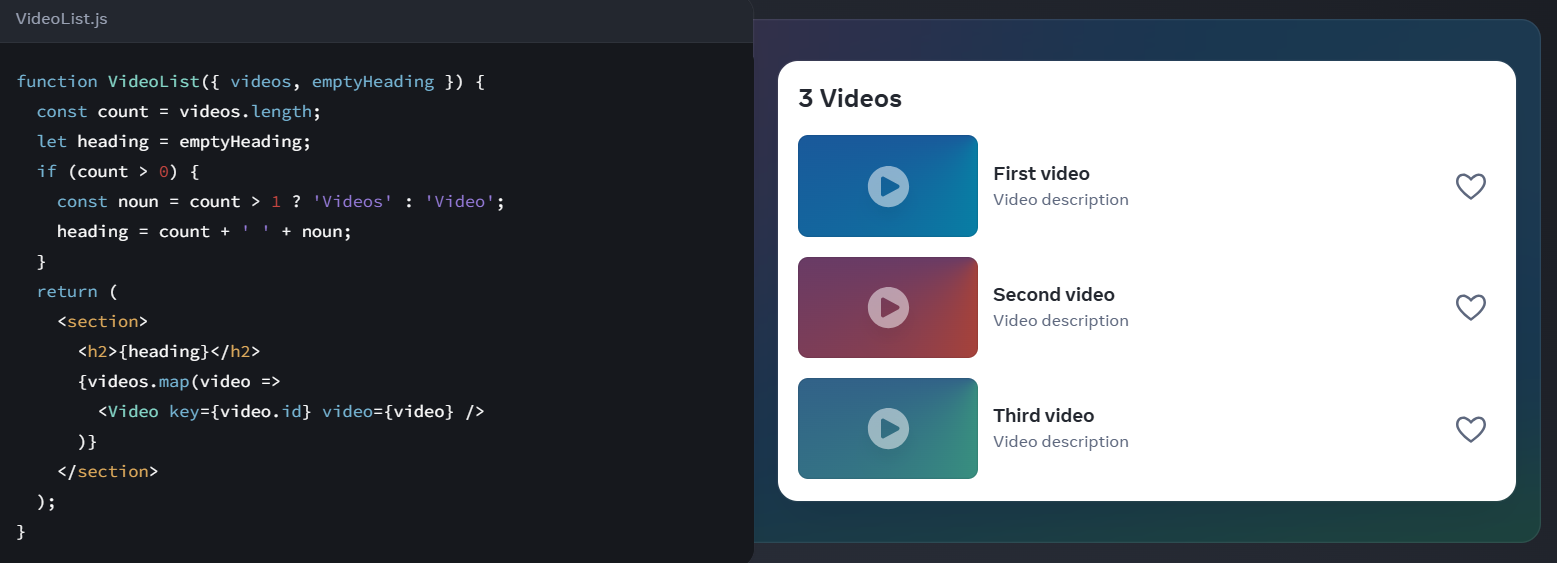 VideoList.js
function VideoList({ videos, emptyHeading }) {
  const count = videos.length;
  let heading = emptyHeading;
  if (count > 0) {
    const noun = count > 1 ? 'Videos' : 'Video';
    heading = count + ' ' + noun;
  }
  return (
    <section>
      <h2>{heading}</h2>
      {videos.map(video =>
        <Video key={video.id} video={video} />
      )}
    </section>
  );
}
3 Videos
First video
Video description
Second video
Video description
Third video
Video description